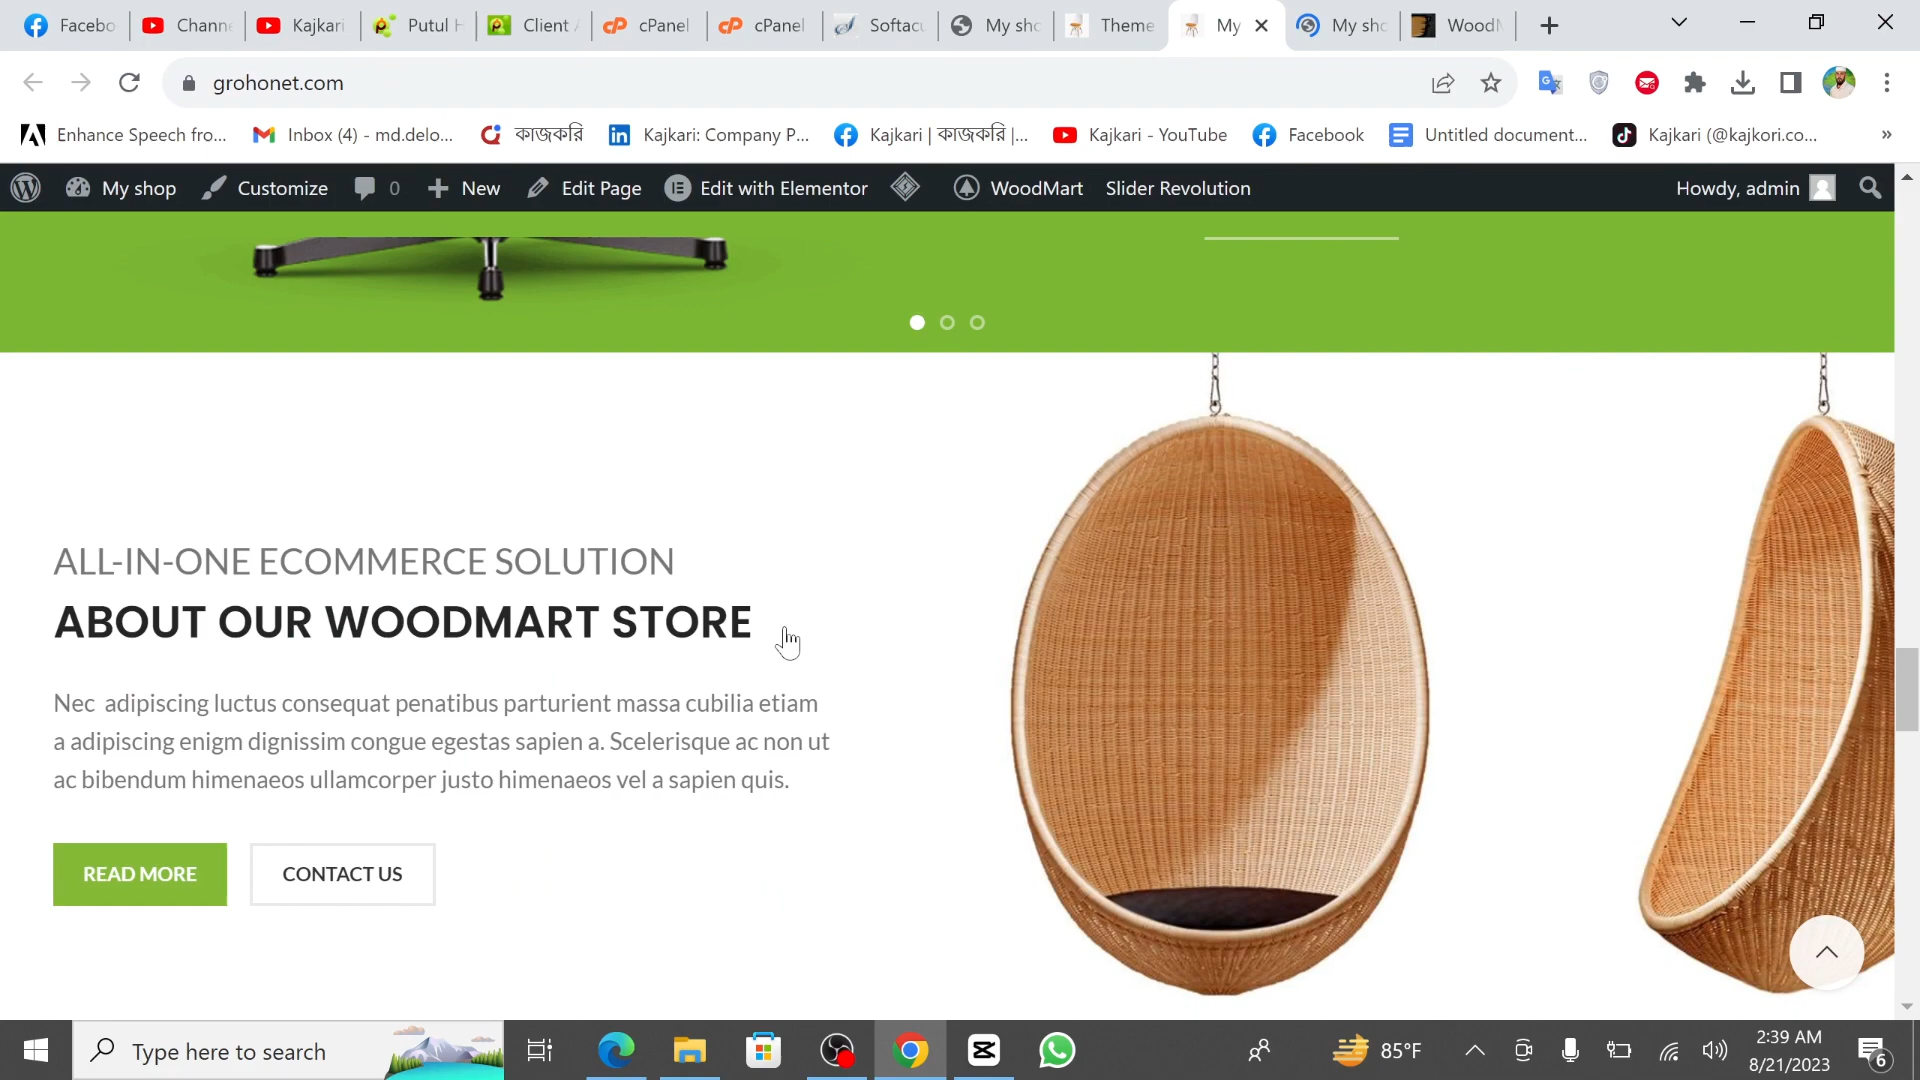 Facebo
Chann
Kajkari
Putul H
Client A
cPanel
cPanel
Softacu
My sho
Theme
My
My sho
WoodM
grohonet.com
Enhance Speech fro...
Inbox (4) - md.delo...
কাজকরি
Kajkari: Company P...
Kajkari | কাজকরি |...
Kajkari - YouTube
Facebook
Untitled document...
Kajkari (@kajkori.co...
»
My shop
Customize
0
New
Edit Page
Edit with Elementor
WoodMart
Slider Revolution
Howdy, admin
ALL-IN-ONE ECOMMERCE SOLUTION
ABOUT OUR WOODMART STORE
Nec adipiscing luctus consequat penatibus parturient massa cubilia etiam
a adipiscing enigm dignissim congue egestas sapien a. Scelerisque ac non ut
ac bibendum himenaeos ullamcorper justo himenaeos vel a sapien quis.
READ MORE
CONTACT US
Type here to search
85°F
2:39 AM
8/21/2023
6